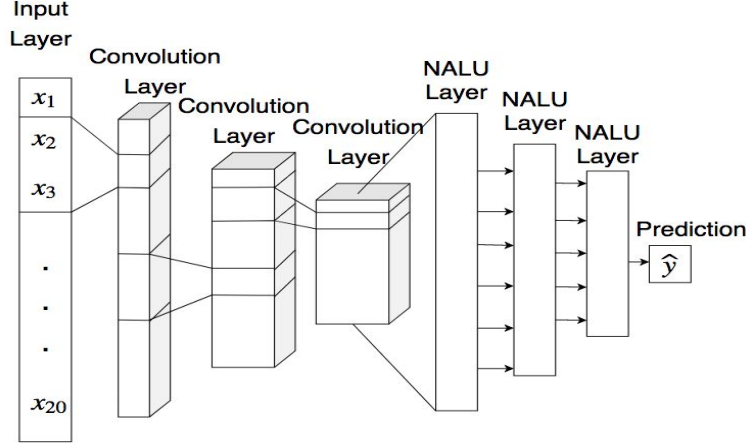 Input
Layer
x1
x2
x3
.
.
.
x20
Convolution
Layer
Convolution
Layer
Convolution
Layer
NALU
Layer
NALU
Layer
NALU
Layer
Prediction
ŷ